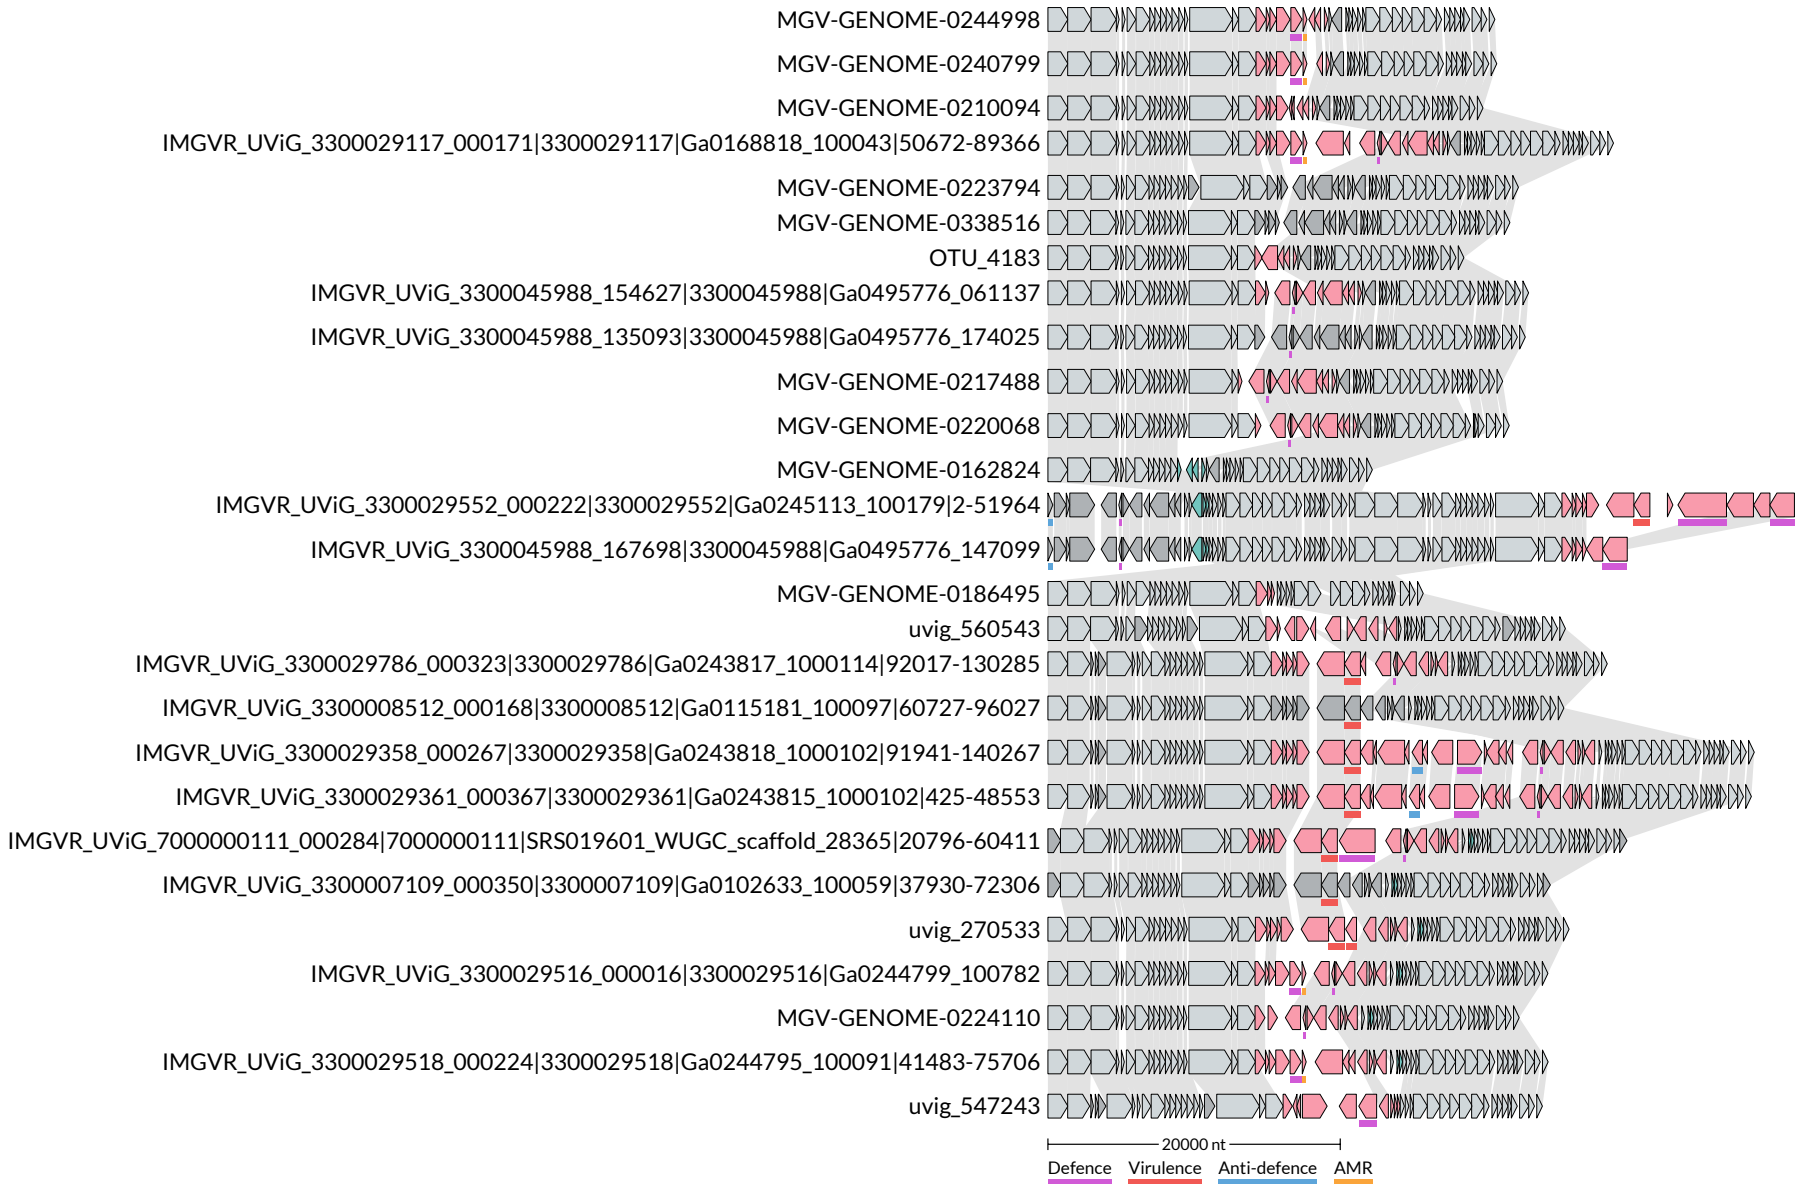 MGV-GENOME-0244998
MGV-GENOME-0240799
MGV-GENOME-0210094
IMGVR_UViG_3300029117_000171|3300029117|Ga0168818_100043|50672-89366
MGV-GENOME-0223794
MGV-GENOME-0338516
OTU_4183
IMGVR_UViG_3300045988_154627|3300045988|Ga0495776_061137
IMGVR_UViG_3300045988_135093|3300045988|Ga0495776_174025
MGV-GENOME-0217488
MGV-GENOME-0220068
MGV-GENOME-0162824
IMGVR_UViG_3300029552_000222|3300029552|Ga0245113_100179|2-51964
IMGVR_UViG_3300045988_167698|3300045988|Ga0495776_147099
MGV-GENOME-0186495
uvig_560543
IMGVR_UViG_3300029786_000323|3300029786|Ga0243817_1000114|92017-130285
IMGVR_UViG_3300008512_000168|3300008512|Ga0115181_100097|60727-96027
IMGVR_UViG_3300029358_000267|3300029358|Ga0243818_1000102|91941-140267
IMGVR_UViG_3300029361_000367|3300029361|Ga0243815_1000102|425-48553
IMGVR_UViG_7000000111_000284|7000000111|SRS019601_WUGC_scaffold_28365|20796-60411
IMGVR_UViG_3300007109_000350|3300007109|Ga0102633_100059|37930-72306
uvig_270533
IMGVR_UViG_3300029516_000016|3300029516|Ga0244799_100782
MGV-GENOME-0224110
IMGVR_UViG_3300029518_000224|3300029518|Ga0244795_100091|41483-75706
uvig_547243
20000 nt
Defence Virulence Anti-defence AMR